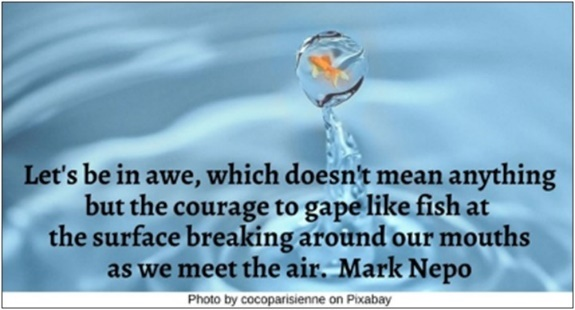 Let's be in awe, which doesn't mean anything
but the courage to gape like fish at
the surface breaking around our mouths
as we meet the air.  Mark Nepo
Photo by cocoparisienne on Pixabay